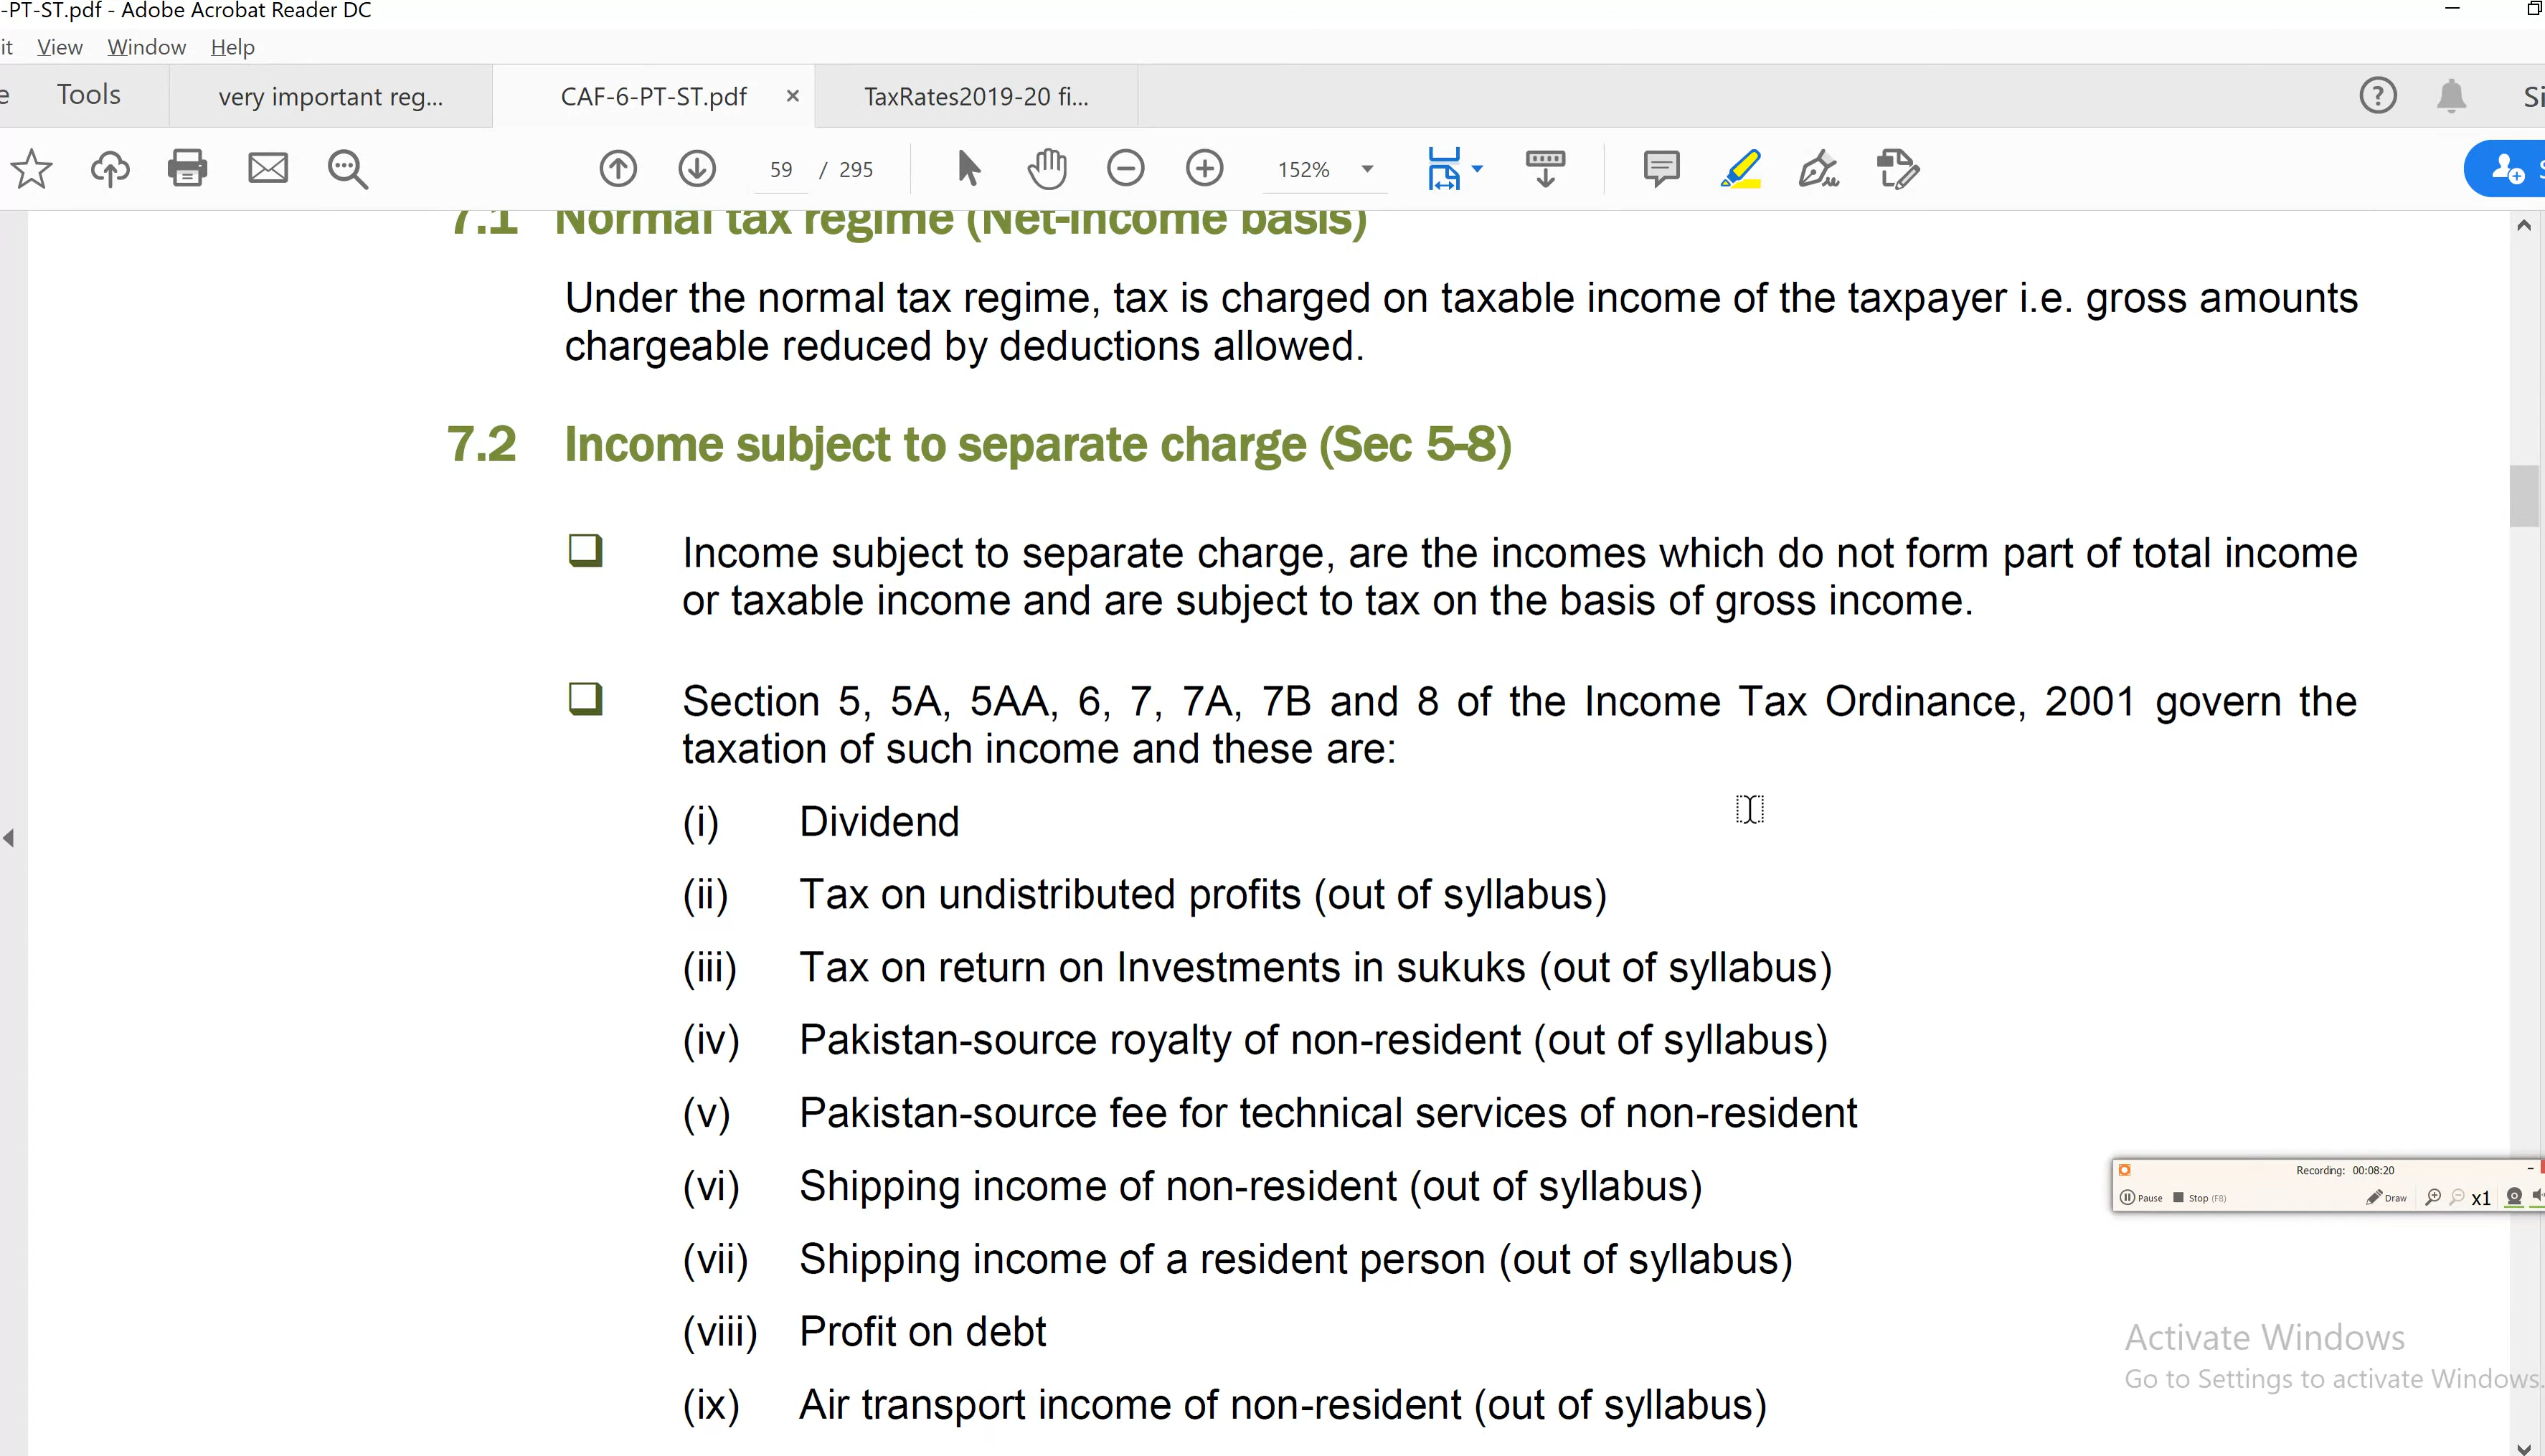 -PT-ST.pdf - Adobe Acrobat Reader DC
it View Window Help
e Tools very important reg... CAF-6-PT-ST.pdf × TaxRates2019-20 fi... ? Si
59 / 295 152%
7.1 Normal tax regime (Net-income basis)
Under the normal tax regime, tax is charged on taxable income of the taxpayer i.e. gross amounts
chargeable reduced by deductions allowed.
7.2 Income subject to separate charge (Sec 5-8)
Income subject to separate charge, are the incomes which do not form part of total income
or taxable income and are subject to tax on the basis of gross income.
Section 5, 5A, 5AA, 6, 7, 7A, 7B and 8 of the Income Tax Ordinance, 2001 govern the
taxation of such income and these are:
(i) Dividend
(ii) Tax on undistributed profits (out of syllabus)
(iii) Tax on return on Investments in sukuks (out of syllabus)
(iv) Pakistan-source royalty of non-resident (out of syllabus)
(v) Pakistan-source fee for technical services of non-resident
(vi) Shipping income of non-resident (out of syllabus)
(vii) Shipping income of a resident person (out of syllabus)
(viii) Profit on debt
(ix) Air transport income of non-resident (out of syllabus)
Recording: 00:08:20
Pause Stop (F8) Draw x1
Activate Windows
Go to Settings to activate Windows.